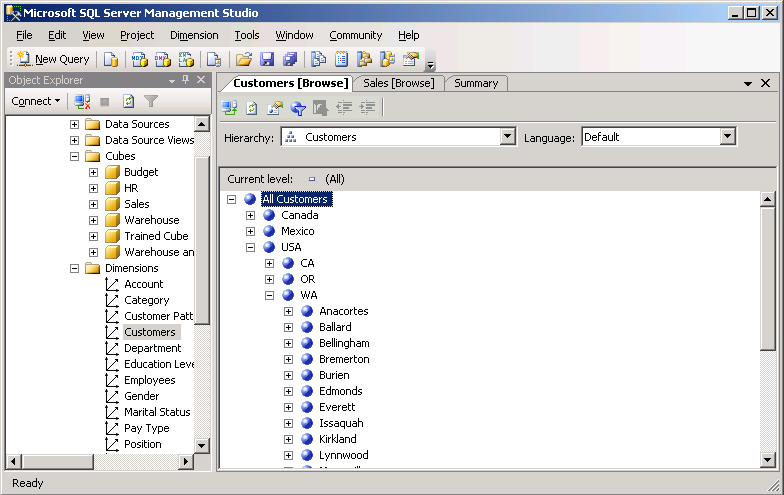 Microsoft SQL Server Management Studio
File Edit View Project Dimension Tools Window Community Help
New Query
Object Explorer
Connect
Data Sources
Data Source Views
Cubes
Budget
HR
Sales
Warehouse
Trained Cube
Warehouse an
Dimensions
Account
Category
Customer Patt
Customers
Department
Education Leve
Employees
Gender
Marital Status
Pay Type
Position
Customers [Browse] Sales [Browse] Summary
Hierarchy: Customers Language: Default
Current level: (All)
All Customers
Canada
Mexico
USA
CA
OR
WA
Anacortes
Ballard
Bellingham
Bremerton
Burien
Edmonds
Everett
Issaquah
Kirkland
Lynnwood
Ready